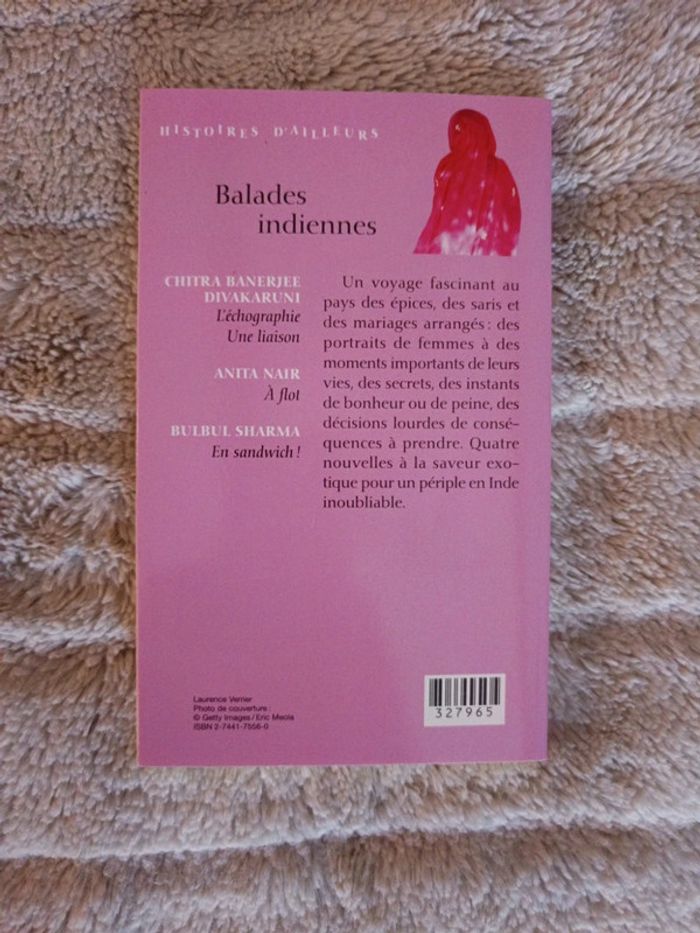 HISTOIRES D'AILLEURS
Balades
indiennes
CHITRA BANERJEE
DIVAKARUNI
L'échographie
Une liaison
ANITA NAIR
À flot
BULBUL SHARMA
En sandwich !
Un voyage fascinant au
pays des épices, des saris et
des mariages arrangés : des
portraits de femmes à des
moments importants de leurs
vies, des secrets, des instants
de bonheur ou de peine, des
décisions lourdes de consé-
quences à prendre. Quatre
nouvelles à la saveur exo-
tique pour un périple en Inde
inoubliable.
Laurence Verrier
Photo de couverture :
© Getty Images / Eric Meola
ISBN 2-7441-7556-0
327965